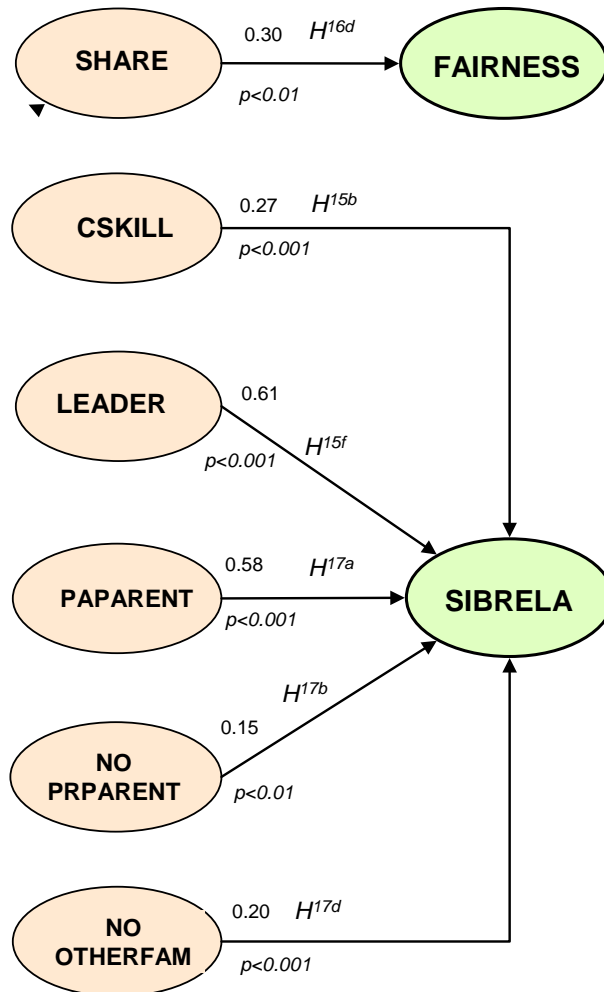 0.30 H16d
SHARE
FAIRNESS
p<0.01
0.27 H15b
CSKILL
p<0.001
0.61
LEADER
p<0.001 H15f
0.58 H17a
PAPARENT
SIBRELA
p<0.001
H17b
0.15
NO
PRPARENT
p<0.01
0.20 H17d
NO
OTHERFAM
p<0.001